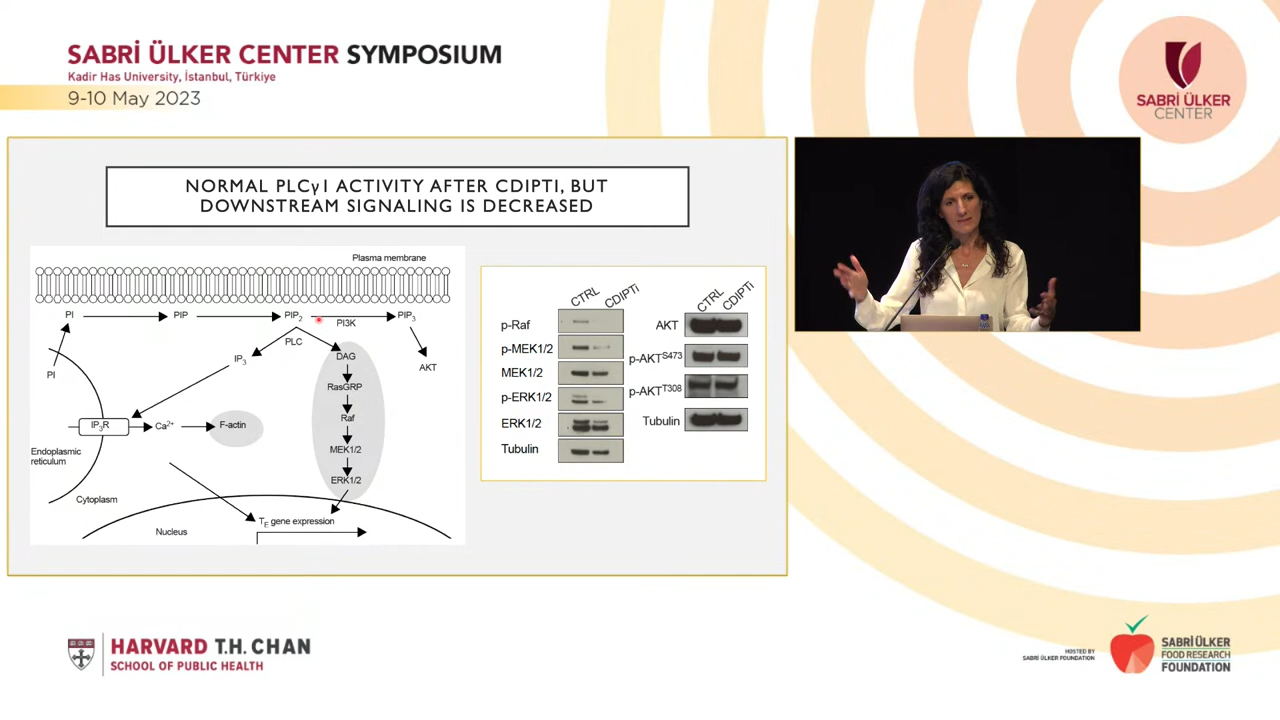 SABRİ ÜLKER CENTER SYMPOSIUM
Kadir Has University, İstanbul, Türkiye
9-10 May 2023
SABRİ ÜLKER
CENTER
NORMAL PLCγ1 ACTIVITY AFTER CDIPTI, BUT
DOWNSTREAM SIGNALING IS DECREASED
Plasma membrane
PI
PIP
PIP2
PI3K
PIP3
PLC
IP3
DAG
AKT
PI
RasGRP
Raf
IP3R
Ca2+
F-actin
MEK1/2
Endoplasmic
reticulum
ERK1/2
Cytoplasm
TE gene expression
Nucleus
CTRL
CDIPTi
p-Raf
p-MEK1/2
MEK1/2
p-ERK1/2
ERK1/2
Tubulin
CTRL
CDIPTi
AKT
p-AKTS473
p-AKTT308
Tubulin
HARVARD T.H. CHAN
SCHOOL OF PUBLIC HEALTH
HOSTED BY
SABRİ ÜLKER FOUNDATION
SABRİ ÜLKER
FOOD RESEARCH
FOUNDATION